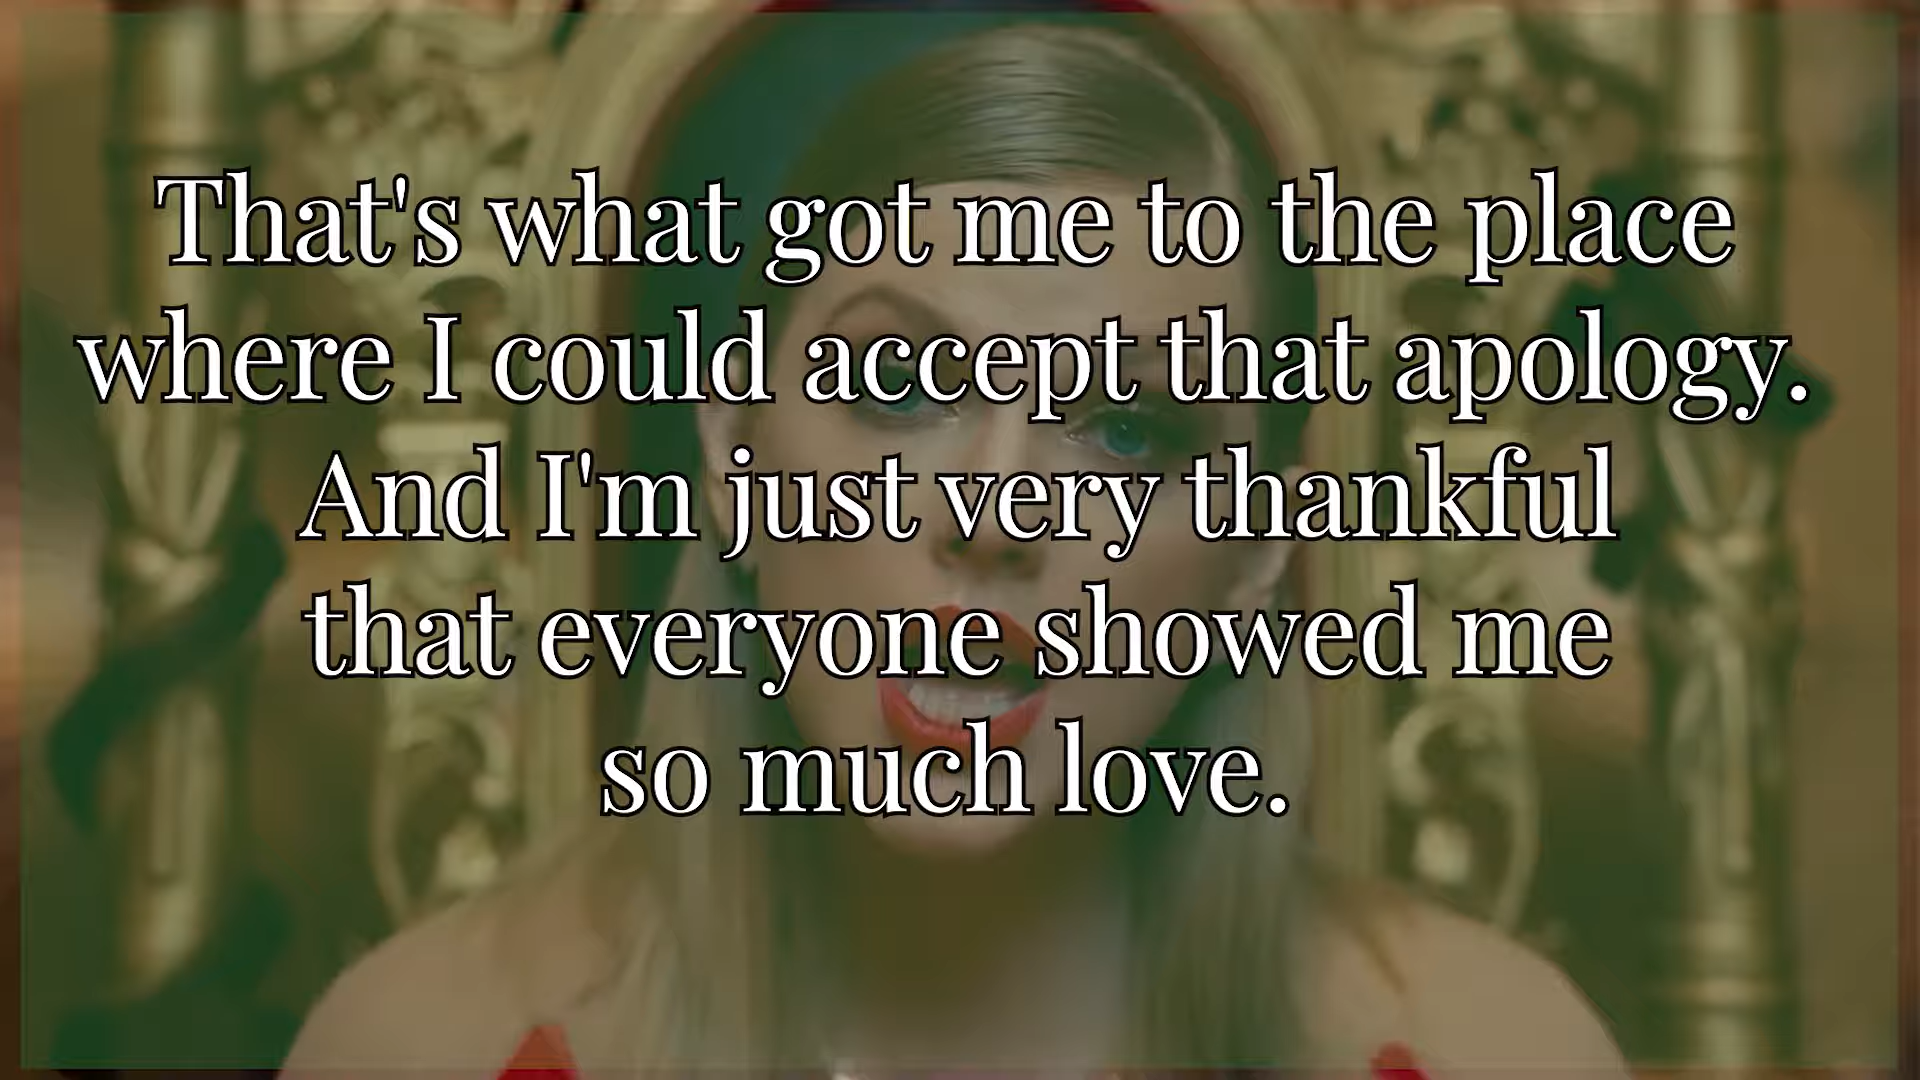 That's what got me to the place
where I could accept that apology.
And I'm just very thankful
that everyone showed me
so much love.